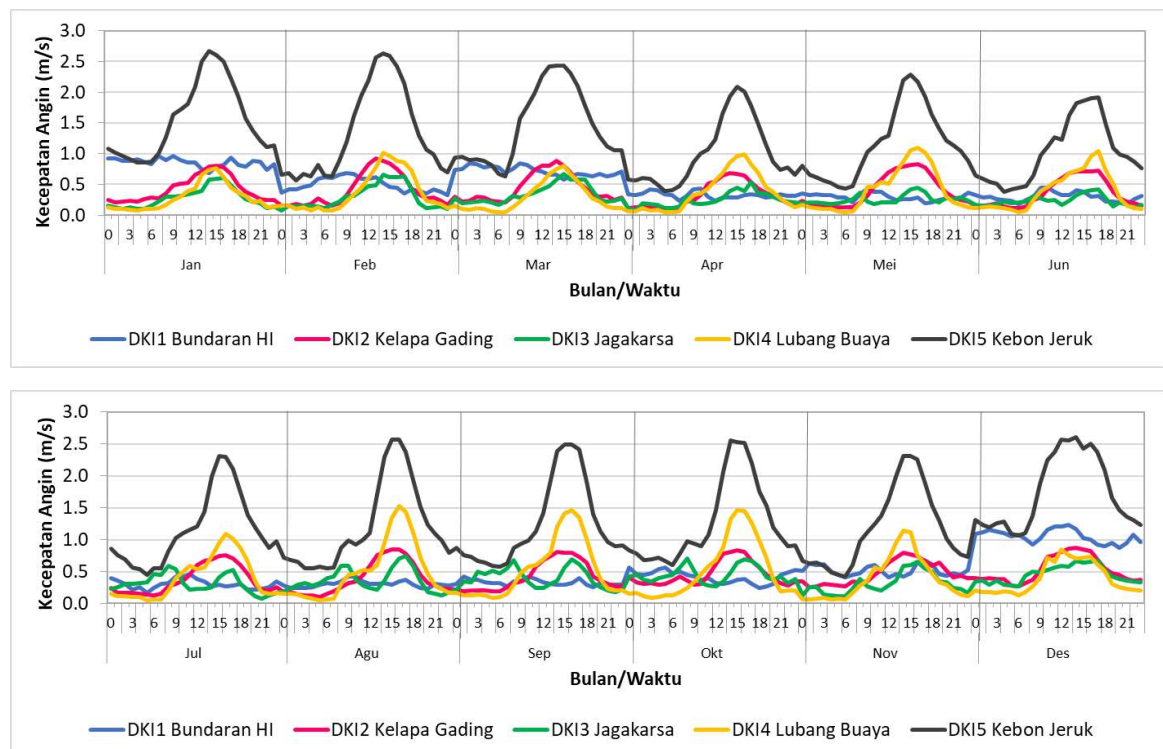 3.0
2.5
2.0
1.5
1.0
0.5
0.0
Kecepatan Angin (m/s)
0 3 6 9 12 15 18 21 0 3 6 9 12 15 18 21 0 3 6 9 12 15 18 21 0 3 6 9 12 15 18 21 0 3 6 9 12 15 18 21 0 3 6 9 12 15 18 21
Jan Feb Mar Apr Mei Jun
Bulan/Waktu
DKI1 Bundaran HI DKI2 Kelapa Gading DKI3 Jagakarsa DKI4 Lubang Buaya DKI5 Kebon Jeruk
3.0
2.5
2.0
1.5
1.0
0.5
0.0
Kecepatan Angin (m/s)
0 3 6 9 12 15 18 21 0 3 6 9 12 15 18 21 0 3 6 9 12 15 18 21 0 3 6 9 12 15 18 21 0 3 6 9 12 15 18 21 0 3 6 9 12 15 18 21
Jul Agu Sep Okt Nov Des
Bulan/Waktu
DKI1 Bundaran HI DKI2 Kelapa Gading DKI3 Jagakarsa DKI4 Lubang Buaya DKI5 Kebon Jeruk